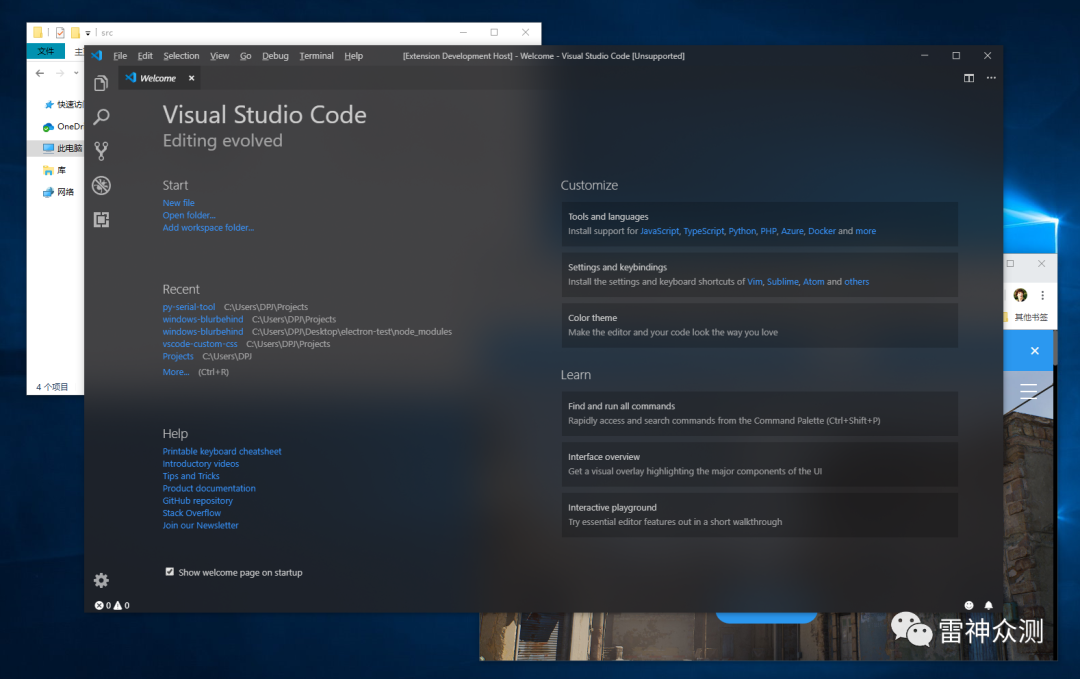 src
文件
主
快速访
OneDr
此电脑
库
网络
4 个项目
File Edit Selection View Go Debug Terminal Help
[Extension Development Host] - Welcome - Visual Studio Code [Unsupported]
Welcome
Visual Studio Code
Editing evolved
Start
New file
Open folder...
Add workspace folder...
Recent
py-serial-tool C:\Users\DPJ\Projects
windows-blurbehind C:\Users\DPJ\Projects
windows-blurbehind C:\Users\DPJ\Desktop\electron-test\node_modules
vscode-custom-css C:\Users\DPJ\Projects
Projects C:\Users\DPJ
More... (Ctrl+R)
Help
Printable keyboard cheatsheet
Introductory videos
Tips and Tricks
Product documentation
GitHub repository
Stack Overflow
Join our Newsletter
Show welcome page on startup
Customize
Tools and languages
Install support for JavaScript, TypeScript, Python, PHP, Azure, Docker and more
Settings and keybindings
Install the settings and keyboard shortcuts of Vim, Sublime, Atom and others
Color theme
Make the editor and your code look the way you love
Learn
Find and run all commands
Rapidly access and search commands from the Command Palette (Ctrl+Shift+P)
Interface overview
Get a visual overlay highlighting the major components of the UI
Interactive playground
Try essential editor features out in a short walkthrough
0 0
其他书签
雷神众测